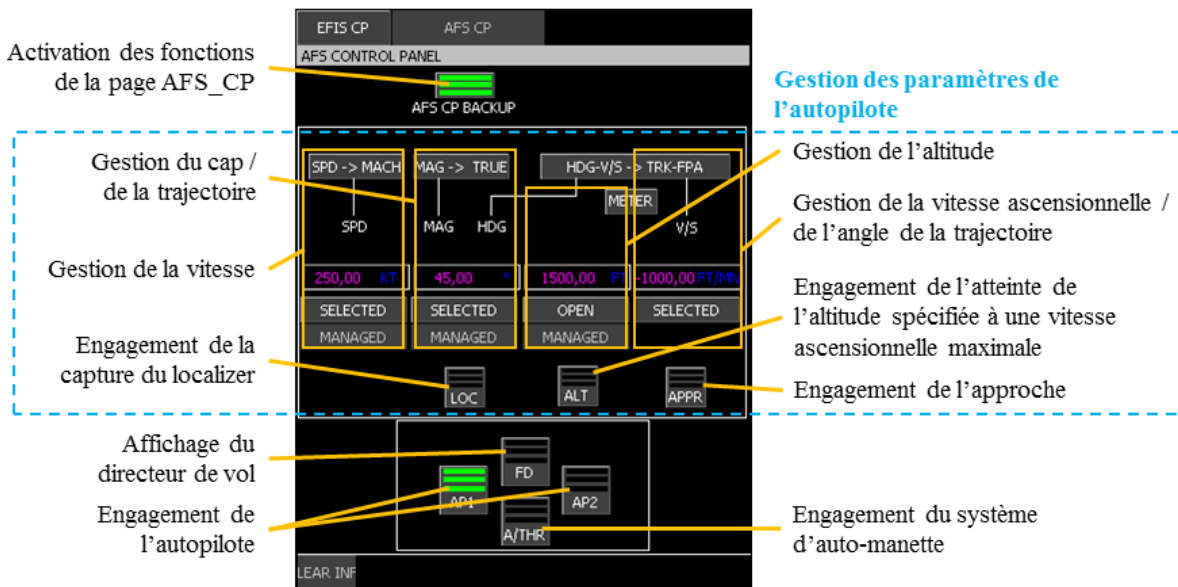 EFIS CP
AFS CP
AFS CONTROL PANEL
AFS CP BACKUP
Activation des fonctions
de la page AFS_CP
Gestion des paramètres de
l'autopilote
Gestion du cap /
de la trajectoire
Gestion de la vitesse
Engagement de la
capture du localizer
Gestion de l'altitude
Gestion de la vitesse ascensionnelle /
de l'angle de la trajectoire
Engagement de l'atteinte de
l'altitude spécifiée à une vitesse
ascensionnelle maximale
Engagement de l'approche
SPD -> MACH
MAG -> TRUE
HDG-V/S -> TRK-FPA
METER
SPD
MAG
HDG
V/S
250,00 KT
45,00 °
1500,00 FT
-1000,00 FT/MN
SELECTED
SELECTED
OPEN
SELECTED
MANAGED
MANAGED
MANAGED
LOC
ALT
APPR
Affichage du
directeur de vol
Engagement de
l'autopilote
FD
AP1
AP2
A/THR
Engagement du système
d'auto-manette
LEAR INF